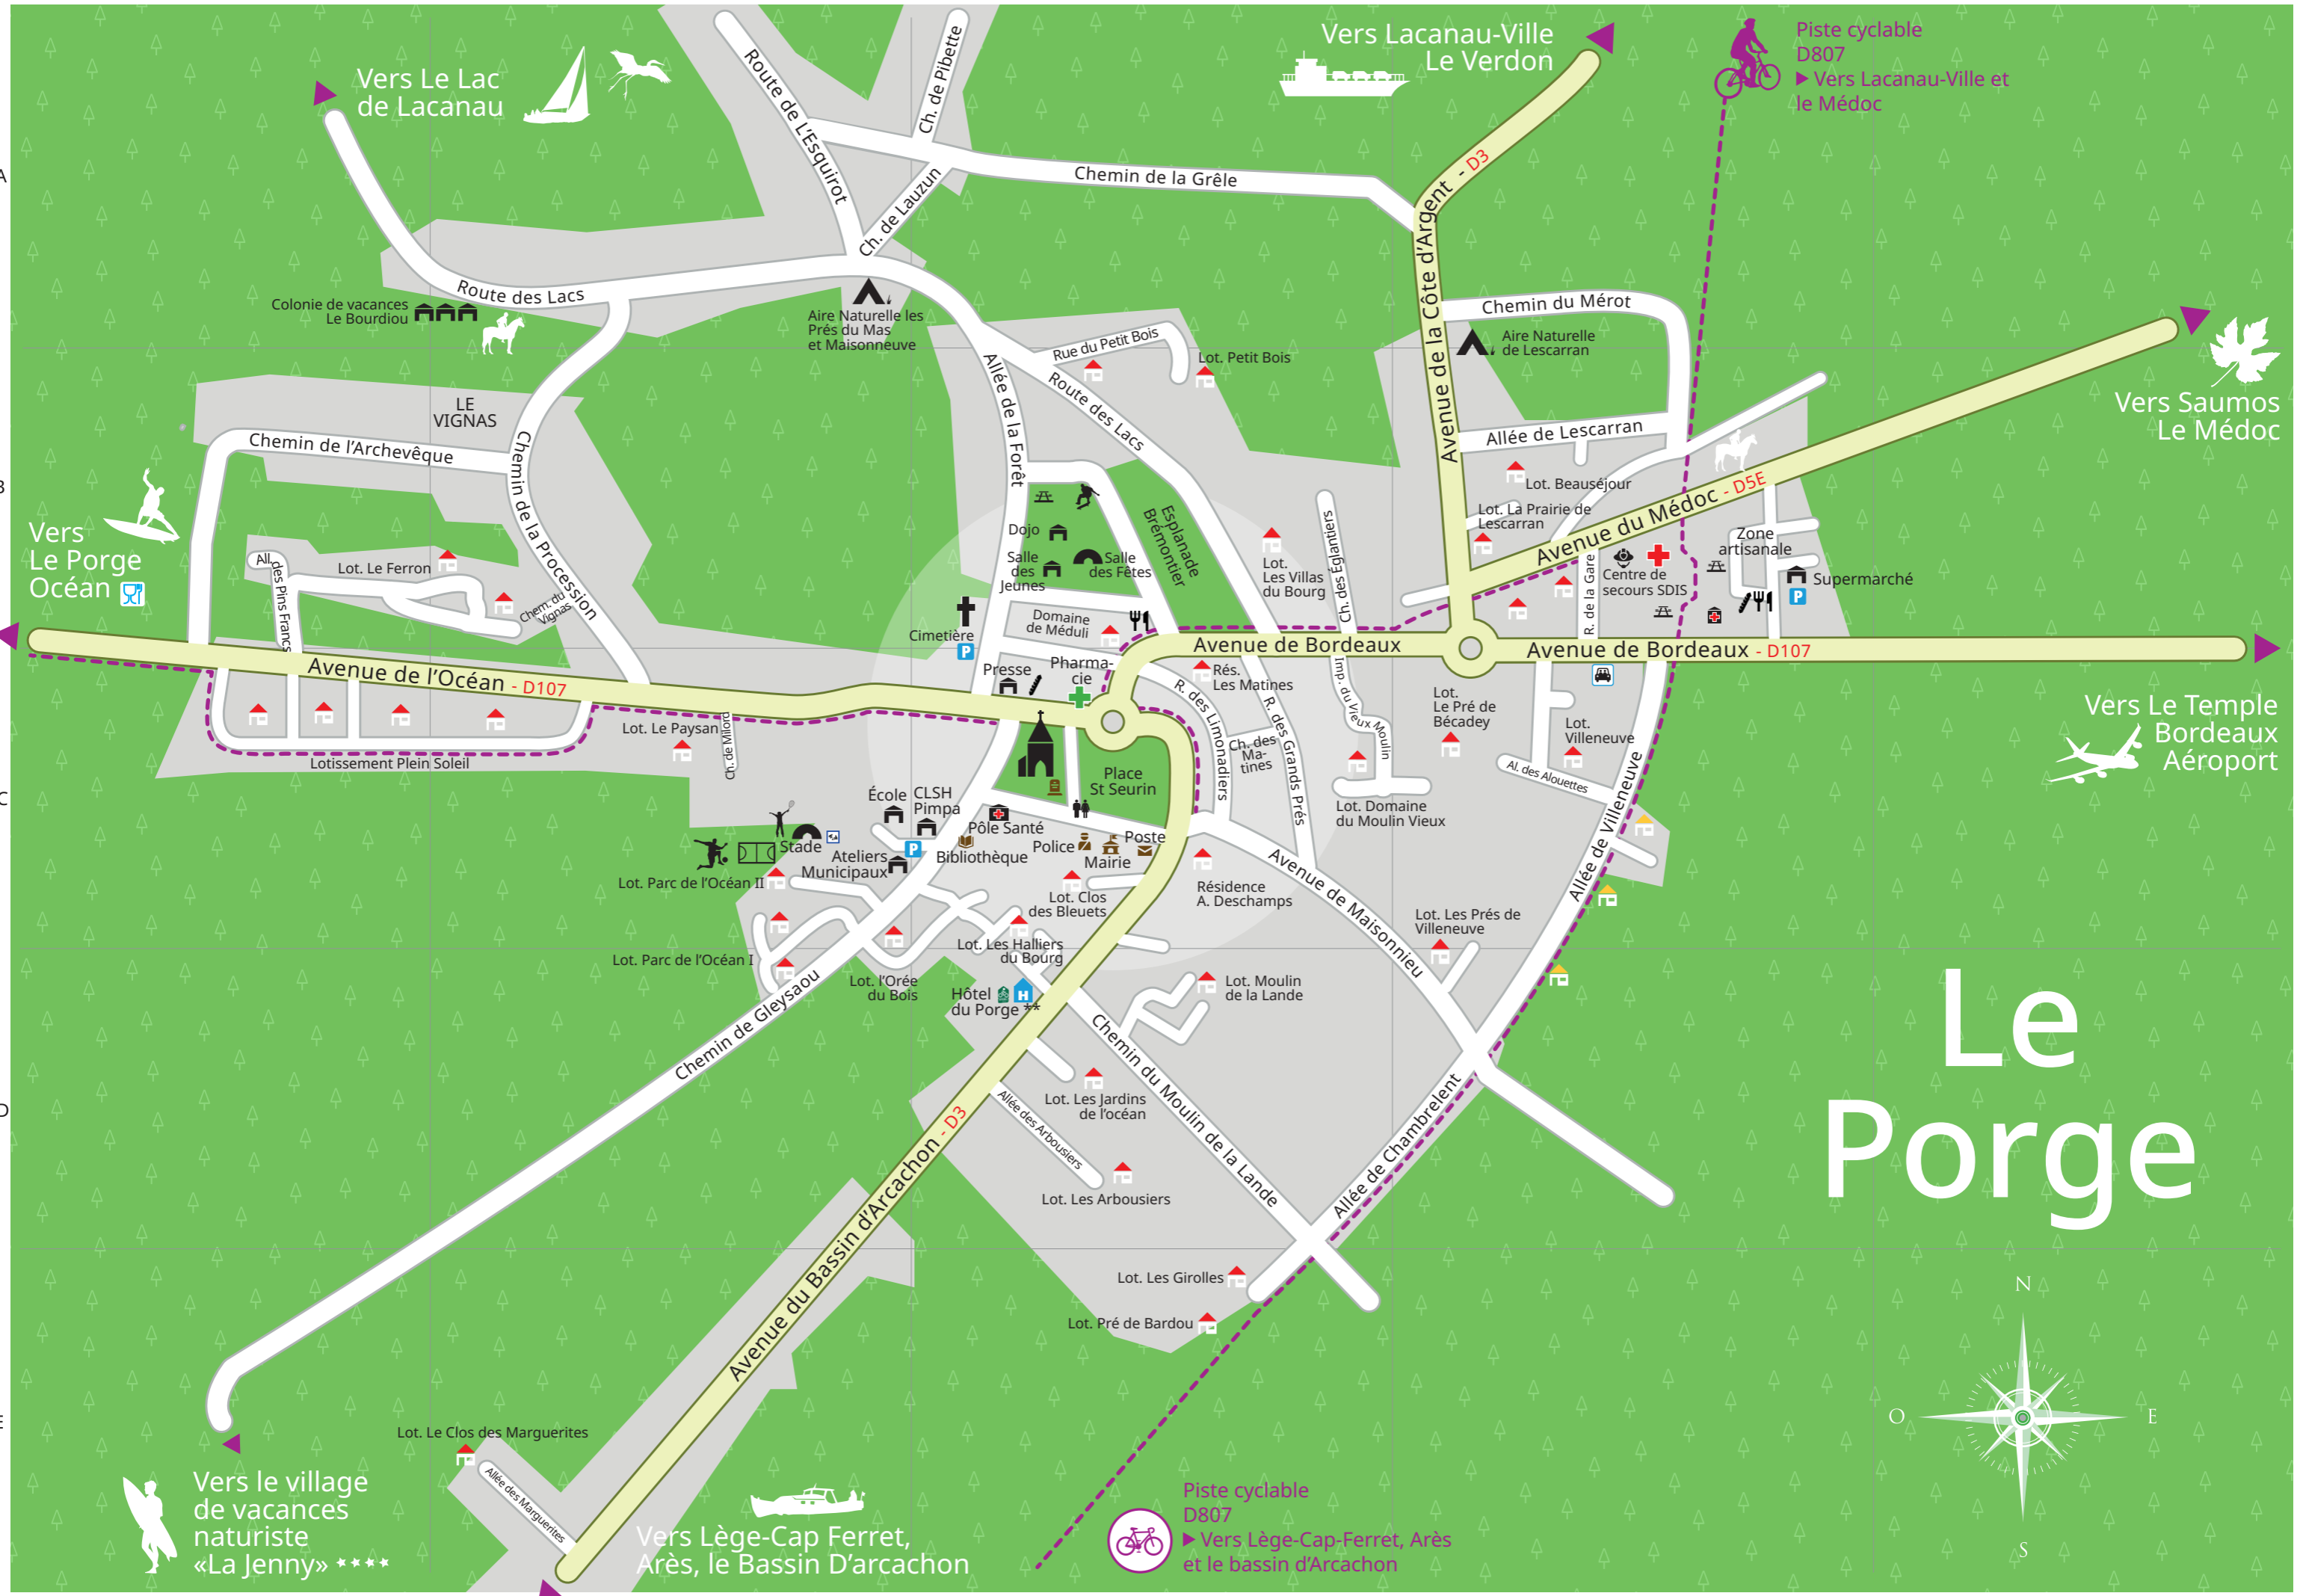 A
B
C
D
E
Vers Le Lac
de Lacanau
Route de L'Esquirot
Ch. de Pibette
Vers Lacanau-Ville
Le Verdon
Piste cyclable
D807
▶ Vers Lacanau-Ville et
le Médoc
Ch. de Lauzun
Chemin de la Grêle
Avenue de la Côte d'Argent - D3
Route des Lacs
Colonie de vacances
Le Bourdiou
Aire Naturelle les
Prés du Mas
et Maisonneuve
Rue du Petit Bois
Lot. Petit Bois
Chemin du Mérot
Aire Naturelle
de Lescarran
Vers Saumos
Le Médoc
LE
VIGNAS
Chemin de l'Archevêque
Chemin de la Procession
Allée de la Forêt
Route des Lacs
Allée de Lescarran
Lot. Beauséjour
Lot. La Prairie de
Lescarran
Avenue du Médoc - D5E
Vers
Le Porge
Océan
All.
des Pins Francs
Lot. Le Ferron
Chem. du
Vignas
Dojo
Salle
des
Jeunes
Salle
des Fêtes
Esplanade
Brémontier
Lot.
Les Villas
du Bourg
Ch. des Églantiers
R. de la Gare
Centre de
secours SDIS
Zone
artisanale
Supermarché
P
Cimetière
P
Domaine
de Méduli
Avenue de Bordeaux
Avenue de Bordeaux - D107
Avenue de l'Océan - D107
Presse
Pharma-
cie
Rés.
Les Matines
R. des Limonadiers
R. des Grands Prés
Ch. des
Ma-
tines
Imp. du Vieux Moulin
Lot.
Le Pré de
Bécadey
Lot.
Villeneuve
Al. des Alouettes
Allée de Villeneuve
Vers Le Temple
Bordeaux
Aéroport
Lotissement Plein Soleil
Lot. Le Paysan
Ch. de Milord
Place
St Seurin
Lot. Domaine
du Moulin Vieux
École
CLSH
Pimpa
Pôle Santé
Stade
P
Ateliers
Municipaux
Bibliothèque
Police
Mairie
Poste
Lot. Parc de l'Océan II
Lot. Clos
des Bleuets
Résidence
A. Deschamps
Avenue de Maisonnieu
Lot. Les Prés de
Villeneuve
Lot. Parc de l'Océan I
Lot. l'Orée
du Bois
Lot. Les Halliers
du Bourg
Hôtel
du Porge **
H
Lot. Moulin
de la Lande
Chemin de Gleysaou
Chemin du Moulin de la Lande
Lot. Les Jardins
de l'océan
Allée des Arbousiers
Lot. Les Arbousiers
Allée de Chambrelent
Le
Porge
Avenue du Bassin d'Arcachon - D3
Lot. Les Girolles
Lot. Pré de Bardou
N
O
E
S
Lot. Le Clos des Marguerites
Allée des Marguerites
Vers le village
de vacances
naturiste
«La Jenny» ★★★★
Vers Lège-Cap Ferret,
Arès, le Bassin D'arcachon
Piste cyclable
D807
▶ Vers Lège-Cap-Ferret, Arès
et le bassin d'Arcachon